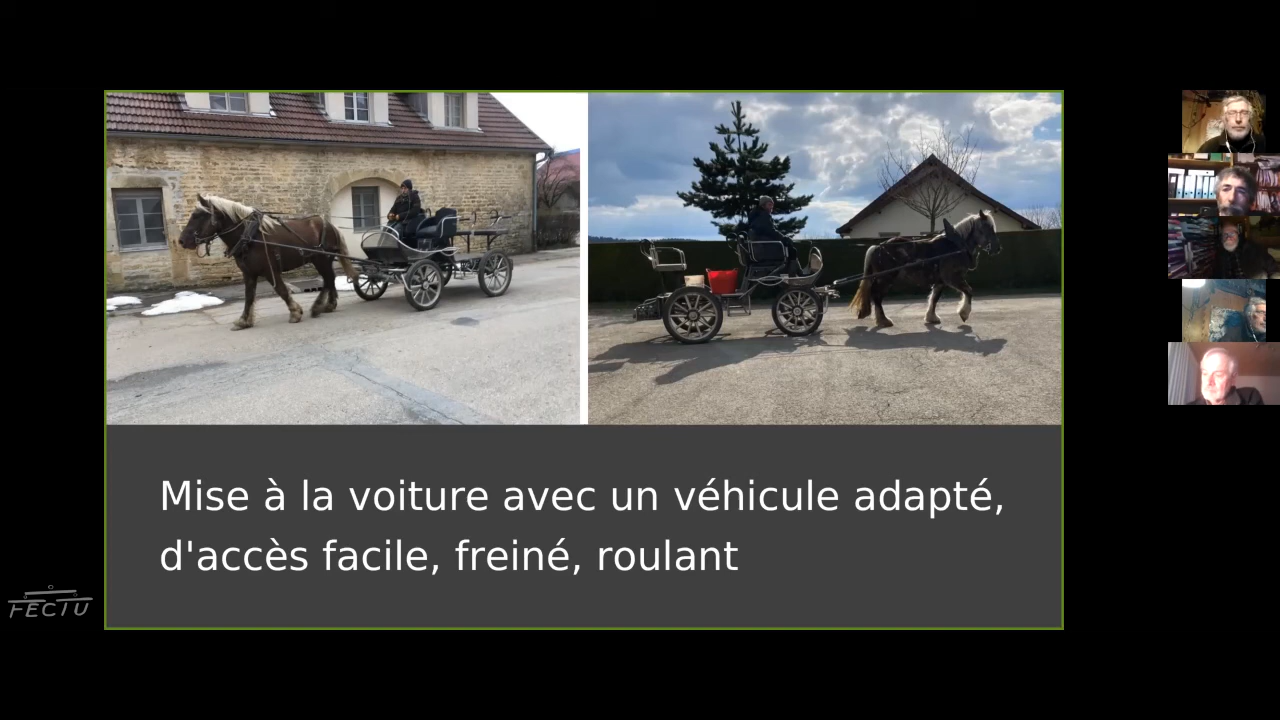 Mise à la voiture avec un véhicule adapté,
d'accès facile, freiné, roulant
FECTU